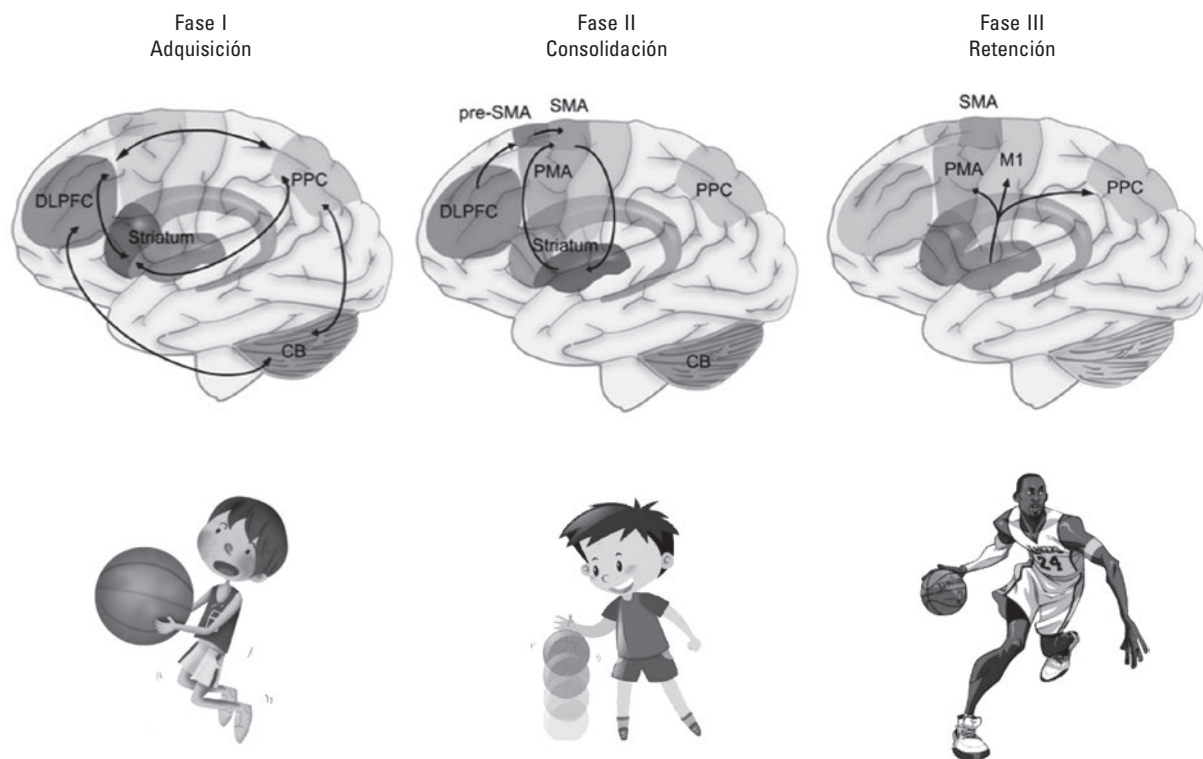 Fase I
Adquisición
Fase II
Consolidación
Fase III
Retención
DLPFC
Striatum
PPC
CB
pre-SMA
SMA
PMA
DLPFC
Striatum
PPC
CB
SMA
PMA
M1
PPC
24